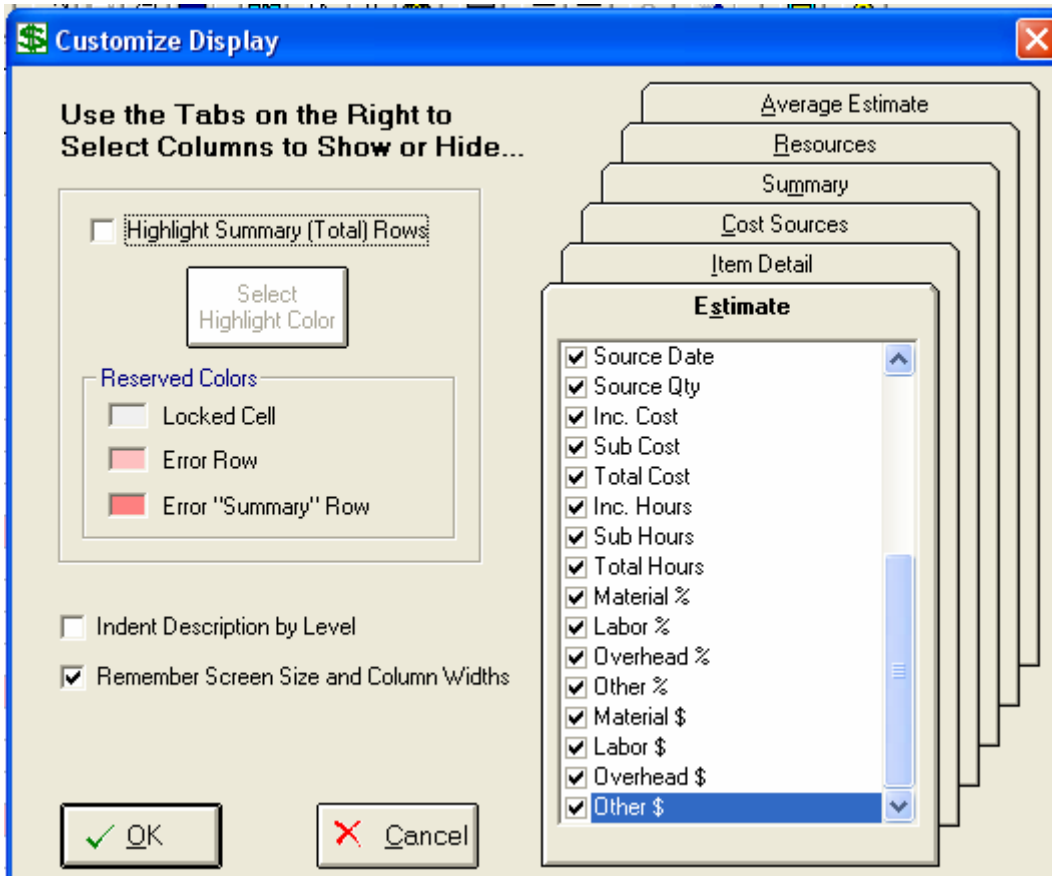 Customize Display
Use the Tabs on the Right to
Select Columns to Show or Hide...
Highlight Summary (Total) Rows
Select
Highlight Color
Reserved Colors
Locked Cell
Error Row
Error "Summary" Row
Indent Description by Level
Remember Screen Size and Column Widths
OK
Cancel
Average Estimate
Resources
Summary
Cost Sources
Item Detail
Estimate
Source Date
Source Qty
Inc. Cost
Sub Cost
Total Cost
Inc. Hours
Sub Hours
Total Hours
Material %
Labor %
Overhead %
Other %
Material $
Labor $
Overhead $
Other $